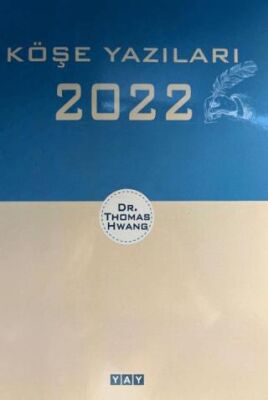 KÖŞE YAZILARI
2022
DR.
THOMAS
HWANG
YAY